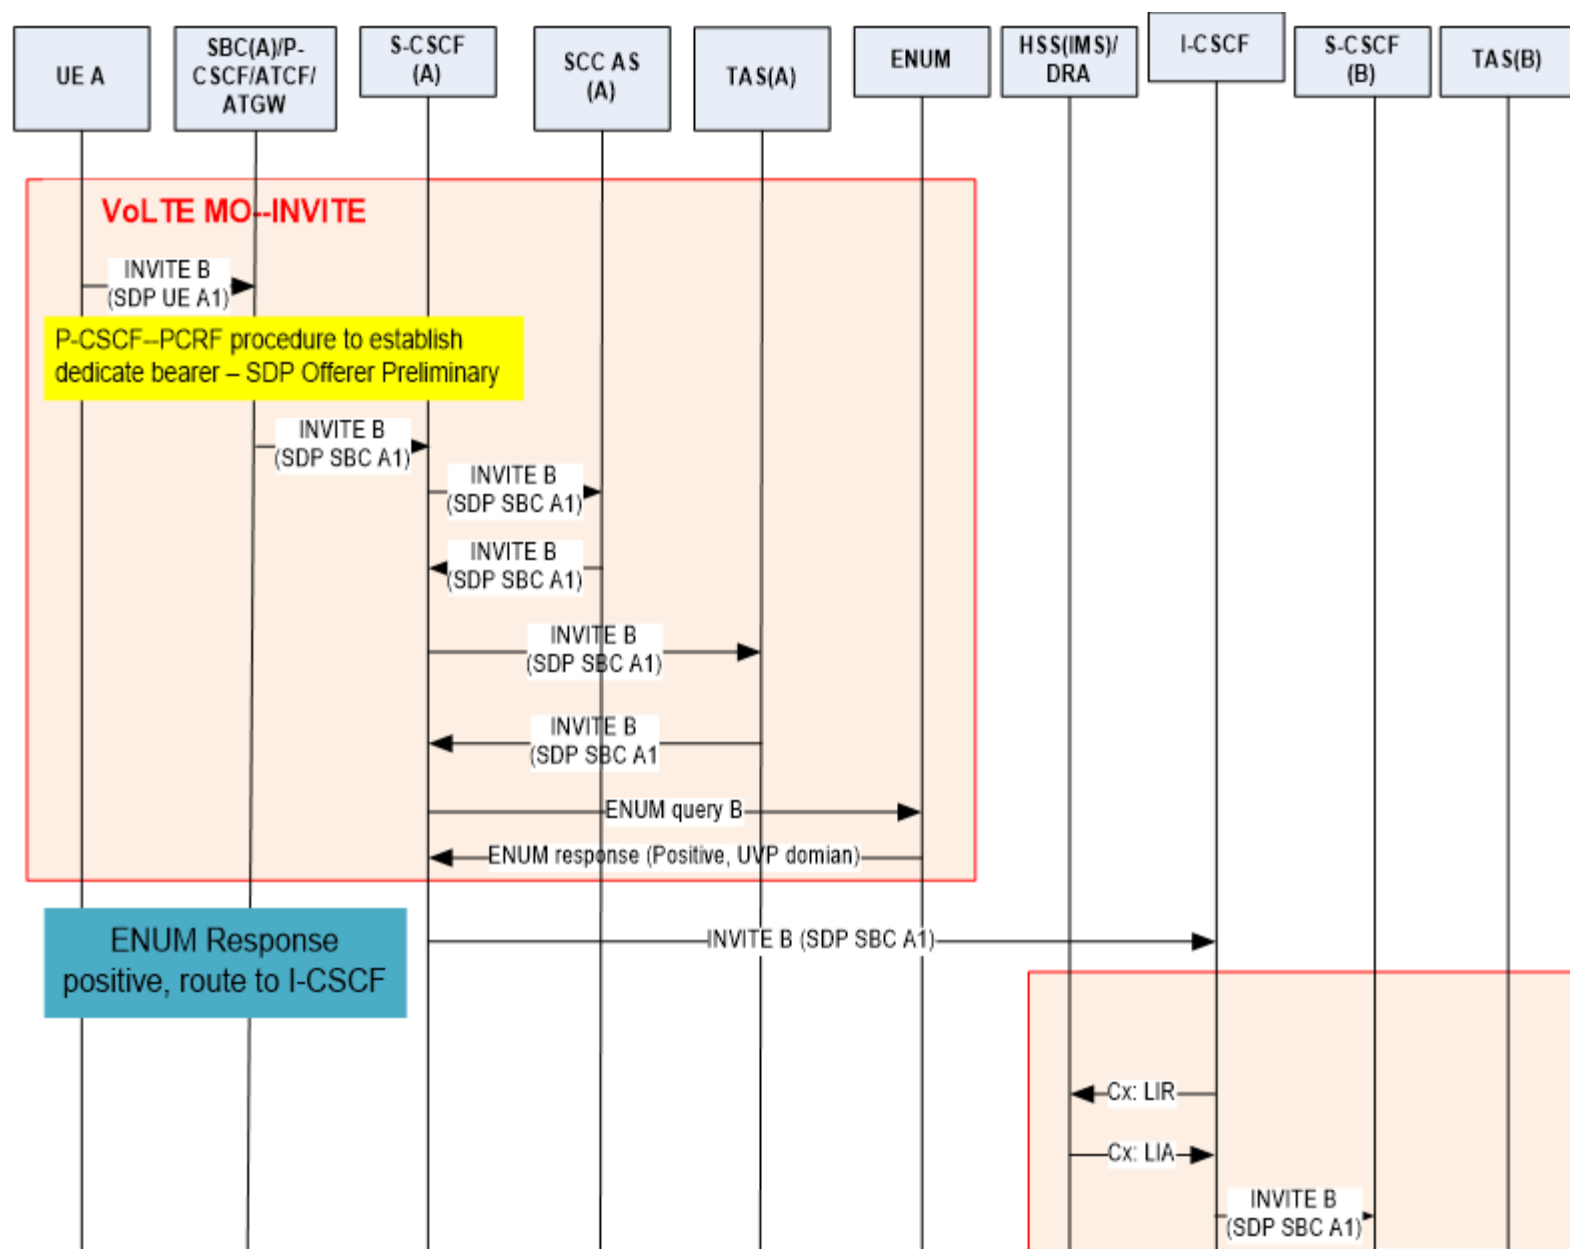 UE A
SBC(A)/P-
CSCF/ATCF/
ATGW
S-CSCF
(A)
SCC AS
(A)
TAS(A)
ENUM
HSS(IMS)/
DRA
I-CSCF
S-CSCF
(B)
TAS(B)
VoLTE MO--INVITE
INVITE B
(SDP UE A1)
P-CSCF--PCRF procedure to establish
dedicate bearer – SDP Offerer Preliminary
INVITE B
(SDP SBC A1)
INVITE B
(SDP SBC A1)
INVITE B
(SDP SBC A1)
INVITE B
(SDP SBC A1)
INVITE B
(SDP SBC A1
ENUM query B
ENUM response (Positive, UVP domian)
INVITE B (SDP SBC A1)
ENUM Response
positive, route to I-CSCF
Cx: LIR
Cx: LIA
INVITE B
(SDP SBC A1)